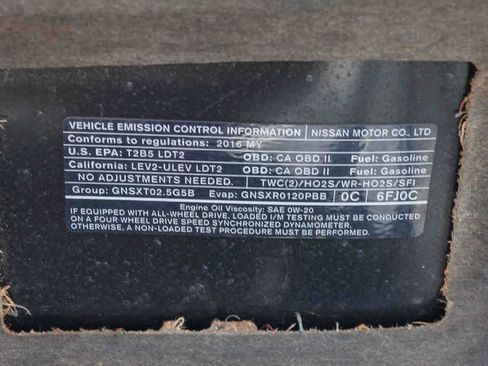 VEHICLE EMISSION CONTROL INFORMATION NISSAN MOTOR CO., LTD
Conforms to regulations: 2016 MY
U.S. EPA: T2B5 LDT2 OBD: CA OBD II Fuel: Gasoline
California: LEV2-ULEV LDT2 OBD: CA OBD II Fuel: Gasoline
NO ADJUSTMENTS NEEDED. TWC(2)/HO2S/WR-HO2S/SFI
Group: GNSXT02.5G5B Evap: GNSXR0120PBB 0C 6FJ0C
Engine Oil Viscosity: SAE 0W-20
IF EQUIPPED WITH ALL-WHEEL DRIVE, LOADED I/M TESTING MUST BE CONDUCTED
ON A FOUR WHEEL DRIVE SPEED SYNCHRONIZED DYNAMOMETER.
OTHERWISE, A NON-LOADED TEST PROCEDURE MUST BE PERFORMED.